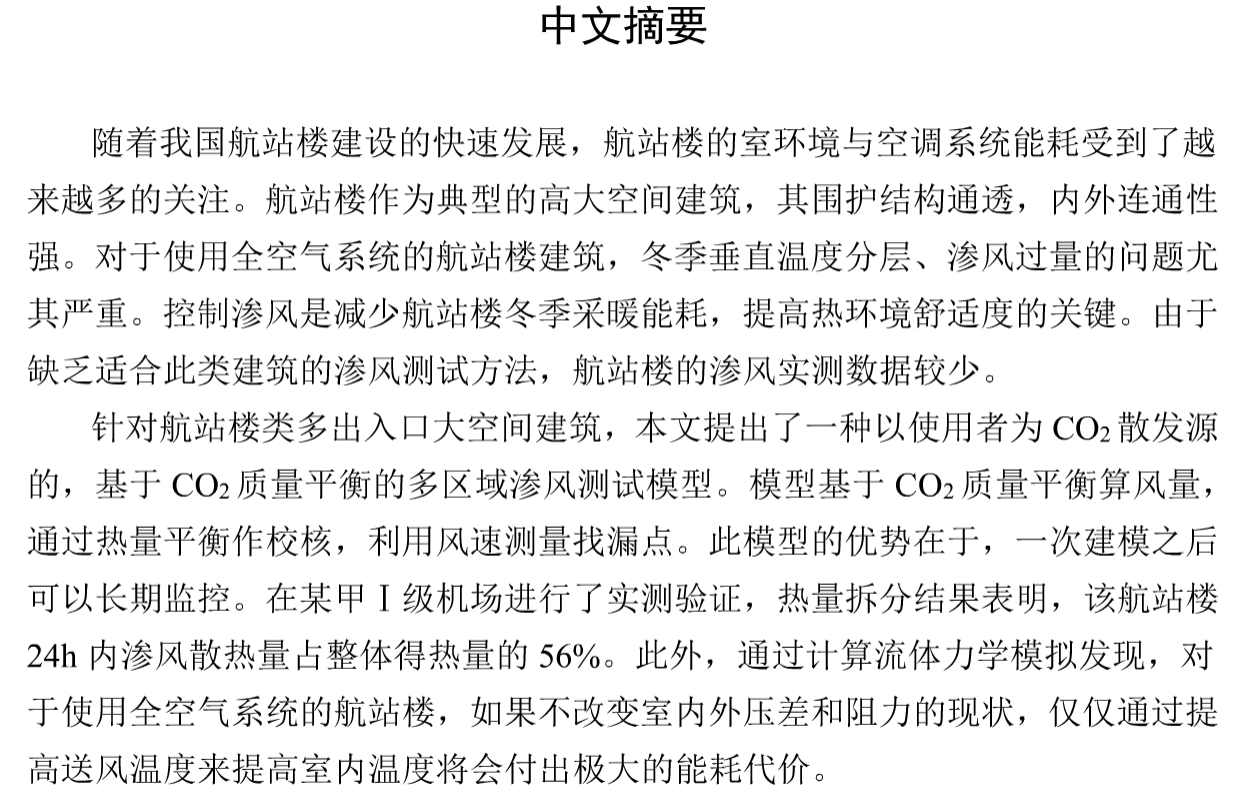 中文摘要
随着我国航站楼建设的快速发展，航站楼的室环境与空调系统能耗受到了越
来越多的关注。航站楼作为典型的高大空间建筑，其围护结构通透，内外连通性
强。对于使用全空气系统的航站楼建筑，冬季垂直温度分层、渗风过量的问题尤
其严重。控制渗风是减少航站楼冬季采暖能耗，提高热环境舒适度的关键。由于
缺乏适合此类建筑的渗风测试方法，航站楼的渗风实测数据较少。
针对航站楼类多出入口大空间建筑，本文提出了一种以使用者为 CO₂ 散发源
的，基于 CO₂ 质量平衡的多区域渗风测试模型。模型基于 CO₂ 质量平衡算风量，
通过热量平衡作校核，利用风速测量找漏点。此模型的优势在于，一次建模之后
可以长期监控。在某甲Ⅰ级机场进行了实测验证，热量拆分结果表明，该航站楼
24h 内渗风散热量占整体得热量的 56%。此外，通过计算流体力学模拟发现，对
于使用全空气系统的航站楼，如果不改变室内外压差和阻力的现状，仅仅通过提
高送风温度来提高室内温度将会付出极大的能耗代价。